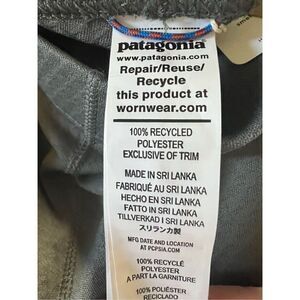 patagonia®
www.patagonia.com
Repair/Reuse/
Recycle
this product at
wornwear.com
100% RECYCLED
POLYESTER
EXCLUSIVE OF TRIM
MADE IN SRI LANKA
FABRIQUÉ AU SRI LANKA
HECHO EN SRI LANKA
FATTO IN SRI LANKA
TILLVERKAD I SRI LANKA
スリランカ製
MFG DATE AND LOCATION
AT PCPSIA.COM
100% RECYCLÉ
POLYESTER
À PART LA GARNITURE
100% POLIÉSTER
RECICLADO